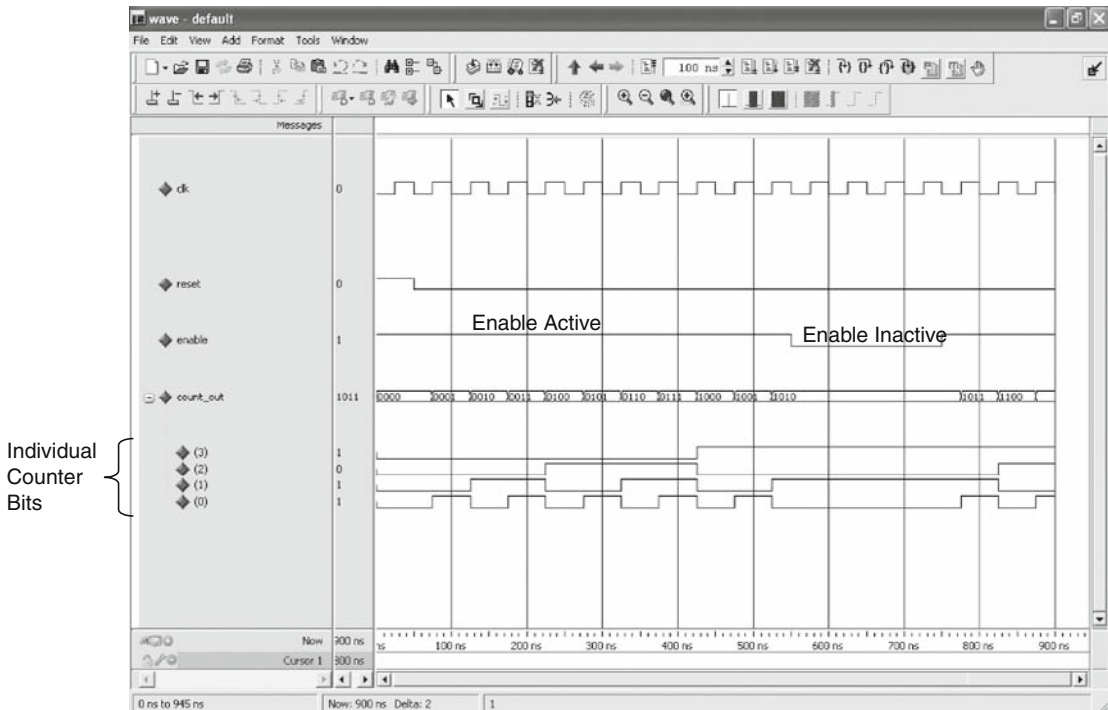 wave - default
File Edit View Add Format Tools Window
100 ns
Messages
clk 0
reset 0
Enable Active
enable 1
Enable Inactive
count_out 1011 0000 0001 0010 0011 0100 0101 0110 0111 1000 1001 1010 1011 1100
Individual
Counter
Bits
(3) 1
(2) 0
(1) 1
(0) 1
Now 900 ns ns 100 ns 200 ns 300 ns 400 ns 500 ns 600 ns 700 ns 800 ns 900 ns
Cursor 1 300 ns
0 ns to 945 ns Now: 900 ns Delta: 2 1